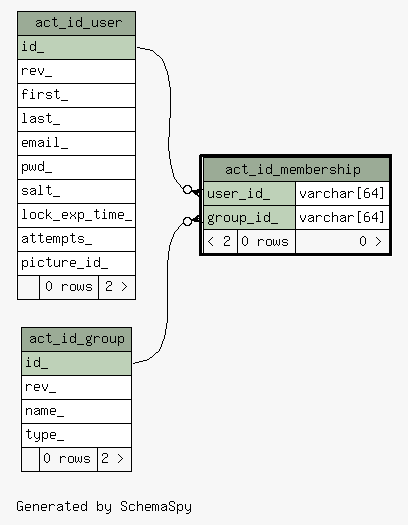 act_id_user
id_
rev_
first_
last_
email_
pwd_
salt_
lock_exp_time_
attempts_
picture_id_
0 rows 2 >
act_id_membership
user_id_ varchar[64]
group_id_ varchar[64]
< 2 0 rows 0 >
act_id_group
id_
rev_
name_
type_
0 rows 2 >
Generated by SchemaSpy